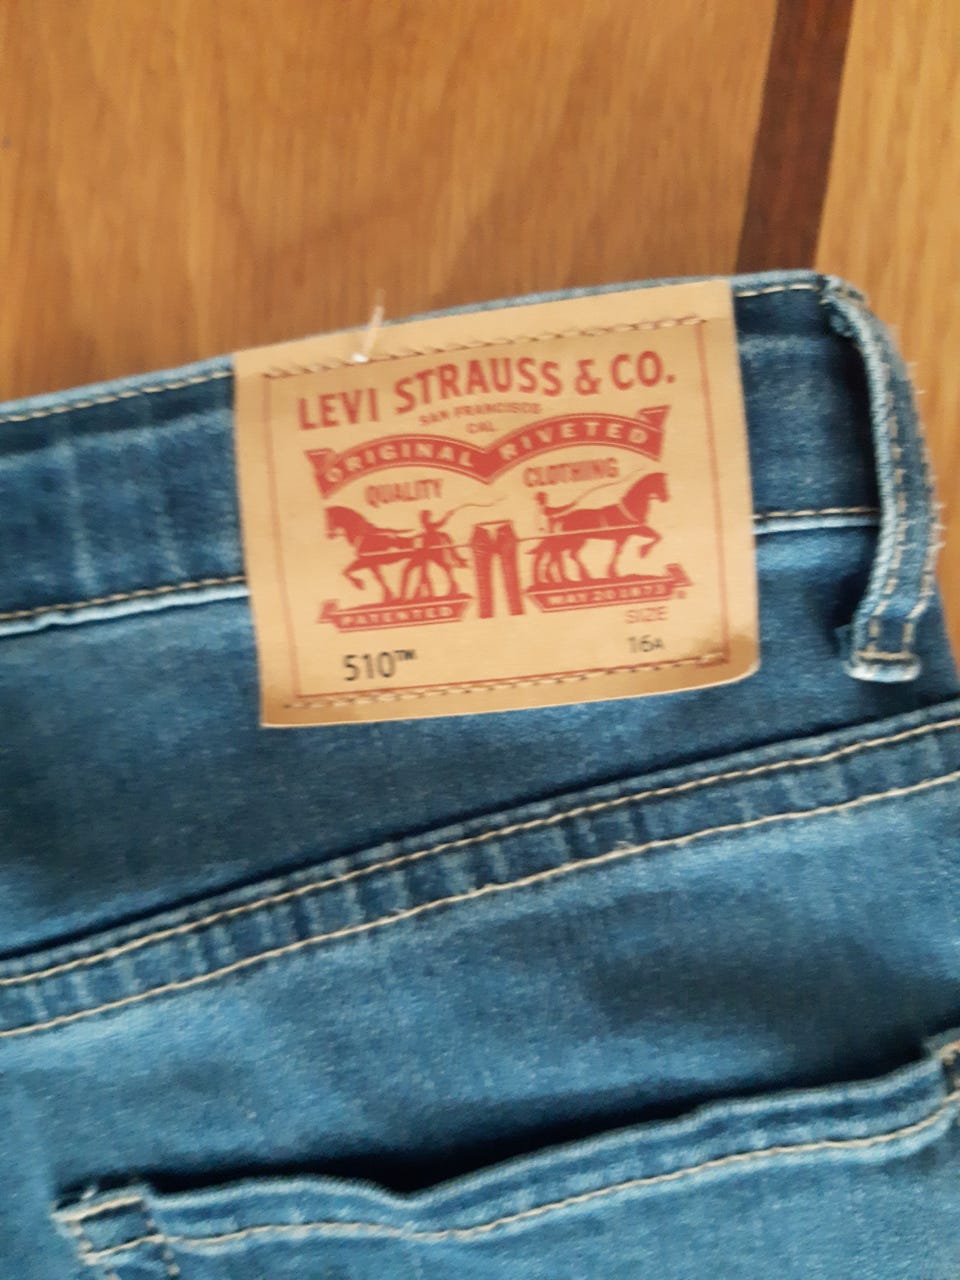 LEVI STRAUSS & CO.
SAN FRANCISCO
CAL.
ORIGINAL RIVETED
QUALITY CLOTHING
PATENTED MAY 20 1873 ®
SIZE
510™ 16A